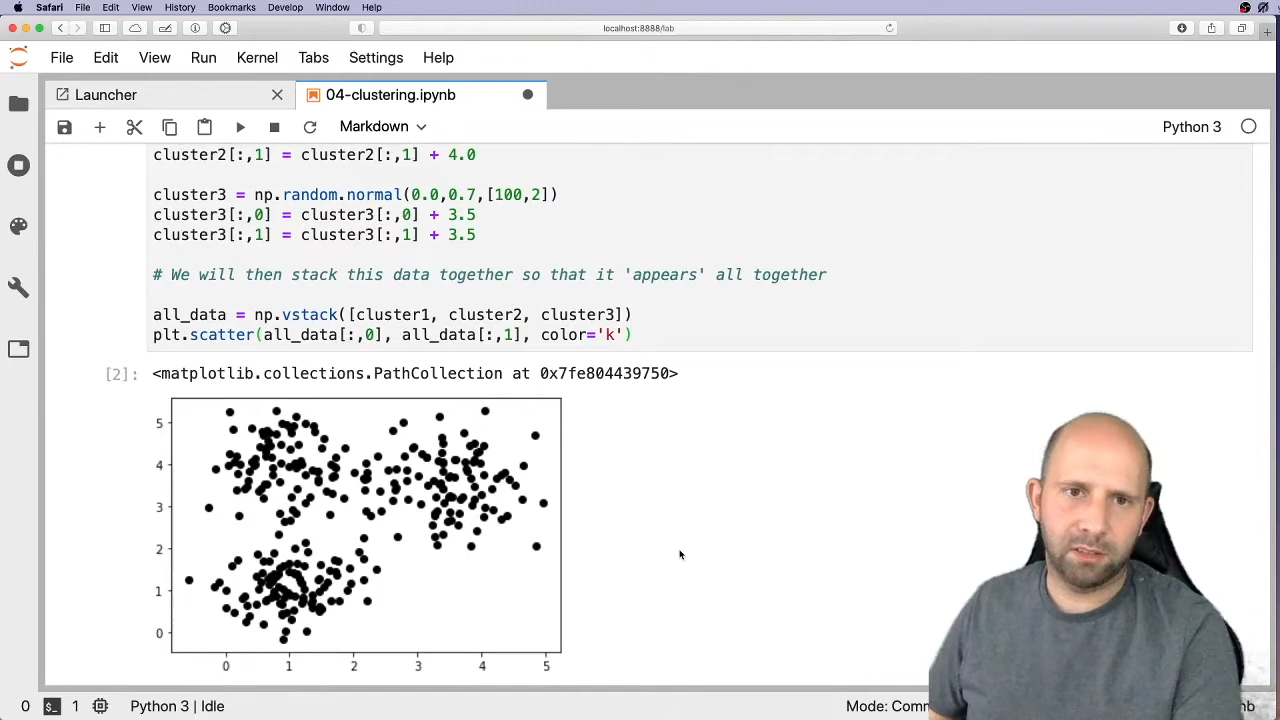 Safari File Edit View History Bookmarks Develop Window Help
localhost:8888/lab
File Edit View Run Kernel Tabs Settings Help
Launcher 04-clustering.ipynb
Markdown Python 3
cluster2[:,1] = cluster2[:,1] + 4.0
cluster3 = np.random.normal(0.0,0.7,[100,2])
cluster3[:,0] = cluster3[:,0] + 3.5
cluster3[:,1] = cluster3[:,1] + 3.5
# We will then stack this data together so that it 'appears' all together
all_data = np.vstack([cluster1, cluster2, cluster3])
plt.scatter(all_data[:,0], all_data[:,1], color='k')
[2]: <matplotlib.collections.PathCollection at 0x7fe804439750>
5
4
3
2
1
0
0 1 2 3 4 5
0 $_ 1 Python 3 | Idle Mode: Comm nb